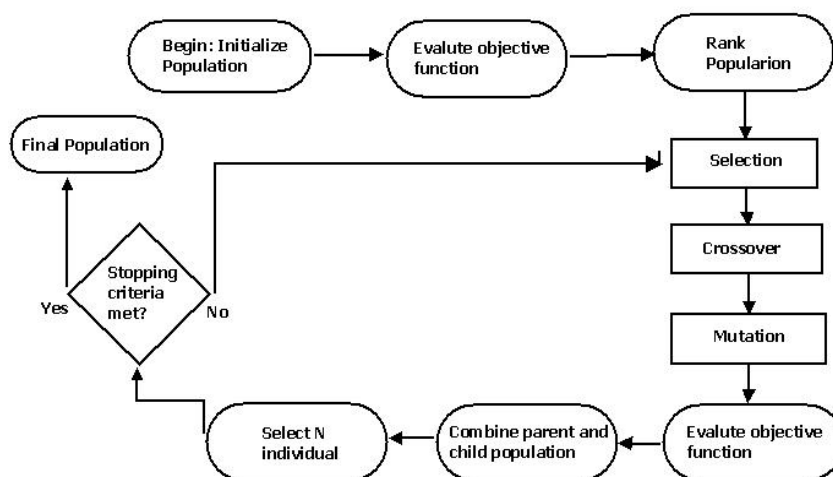 Begin: Initialize
Population
Evalute objective
function
Rank
Popularion
Final Population
Selection
Crossover
Stopping
criteria
met?
Yes
No
Mutation
Select N
individual
Combine parent and
child population
Evalute objective
function